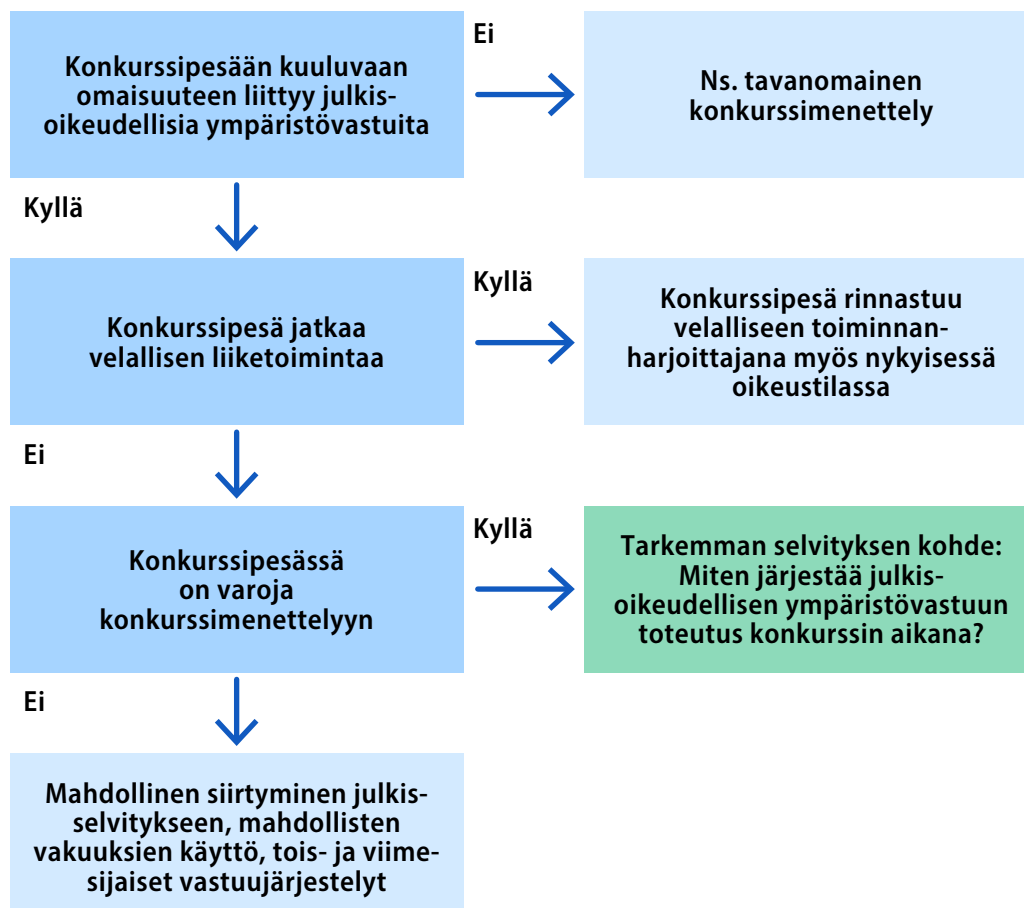 Konkurssipesään kuuluvaan
omaisuuteen liittyy julkis-
oikeudellisia ympäristövastuita
Ei
Ns. tavanomainen
konkurssimenettely
Kyllä
Konkurssipesä jatkaa
velallisen liiketoimintaa
Kyllä
Konkurssipesä rinnastuu
velalliseen toiminnan-
harjoittajana myös nykyisessä
oikeustilassa
Ei
Konkurssipesässä
on varoja
konkurssimenettelyyn
Kyllä
Tarkemman selvityksen kohde:
Miten järjestää julkis-
oikeudellisen ympäristövastuun
toteutus konkurssin aikana?
Ei
Mahdollinen siirtyminen julkis-
selvitykseen, mahdollisten
vakuuksien käyttö, tois- ja viime-
sijaiset vastuujärjestelyt